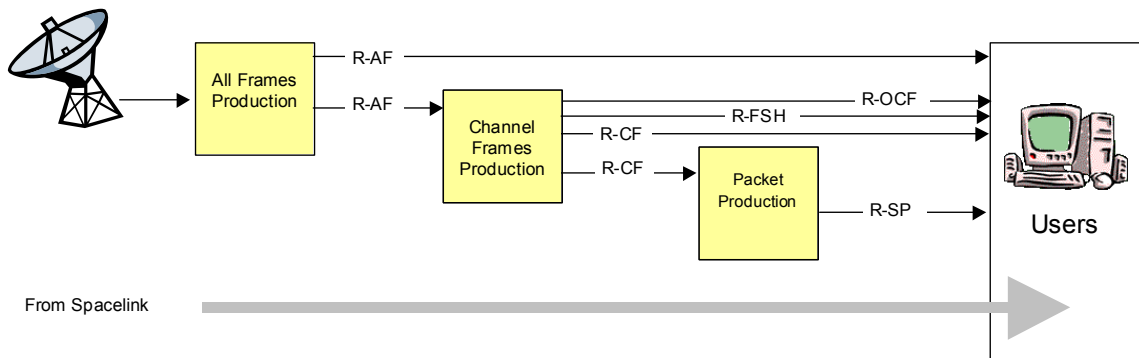 R-AF
All Frames
Production
R-AF
R-OCF
R-FSH
Channel
Frames
Production
R-CF
R-CF
Packet
Production
R-SP
Users
From Spacelink